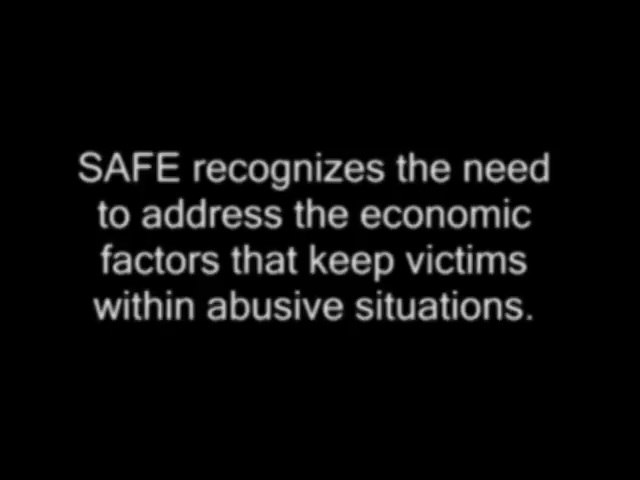 SAFE recognizes the need
to address the economic
factors that keep victims
within abusive situations.